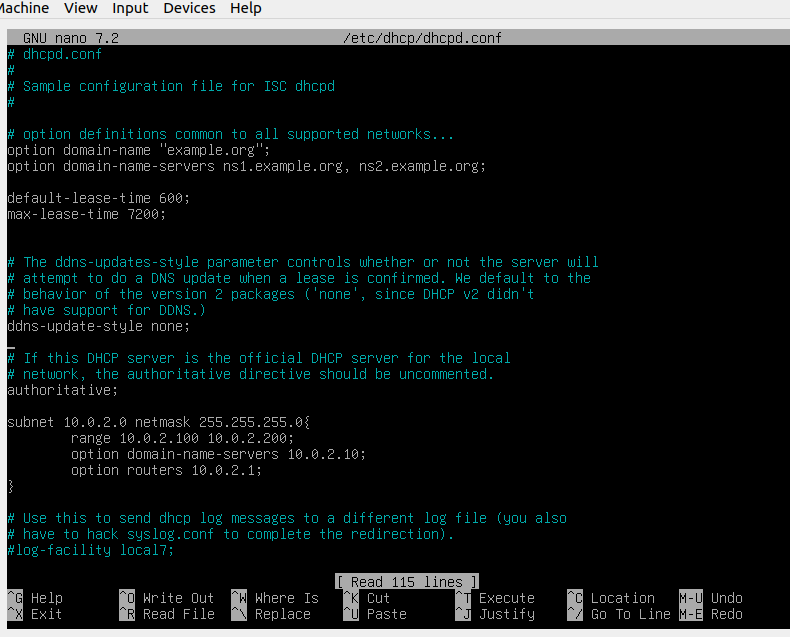 Machine View Input Devices Help
GNU nano 7.2 /etc/dhcp/dhcpd.conf
# dhcpd.conf
#
# Sample configuration file for ISC dhcpd
#
# option definitions common to all supported networks...
option domain-name "example.org";
option domain-name-servers ns1.example.org, ns2.example.org;
default-lease-time 600;
max-lease-time 7200;
# The ddns-updates-style parameter controls whether or not the server will
# attempt to do a DNS update when a lease is confirmed. We default to the
# behavior of the version 2 packages ('none', since DHCP v2 didn't
# have support for DDNS.)
ddns-update-style none;
# If this DHCP server is the official DHCP server for the local
# network, the authoritative directive should be uncommented.
authoritative;
subnet 10.0.2.0 netmask 255.255.255.0{
range 10.0.2.100 10.0.2.200;
option domain-name-servers 10.0.2.10;
option routers 10.0.2.1;
}
# Use this to send dhcp log messages to a different log file (you also
# have to hack syslog.conf to complete the redirection).
#log-facility local7;
[ Read 115 lines ]
^G Help ^O Write Out ^W Where Is ^K Cut ^T Execute ^C Location M-U Undo
^X Exit ^R Read File ^\ Replace ^U Paste ^J Justify ^/ Go To Line M-E Redo